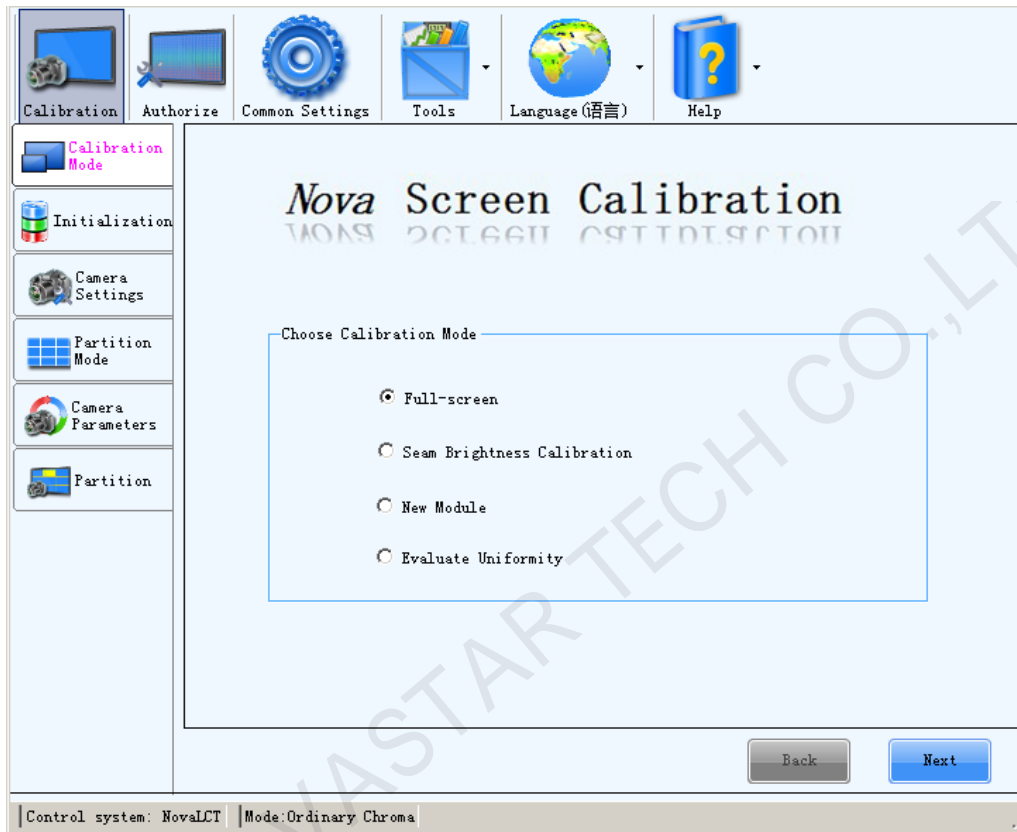 Calibration
Authorize
Common Settings
Tools
Language(语言)
Help
Calibration
Mode
Initialization
Camera
Settings
Partition
Mode
Camera
Parameters
Partition
Nova Screen Calibration
Choose Calibration Mode
Full-screen
Seam Brightness Calibration
New Module
Evaluate Uniformity
Back
Next
Control system: NovaLCT
Mode:Ordinary Chroma
VASTAR TECH CO.,LT